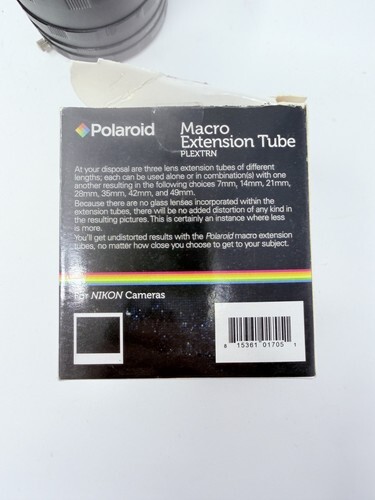 Polaroid
Macro
Extension Tube
PLEXTRN
At your disposal are three lens extension tubes of different
lengths; each can be used alone or in combination(s) with one
another resulting in the following choices 7mm, 14mm, 21mm,
28mm, 35mm, 42mm, and 49mm.
Because there are no glass lenses incorporated within the
extension tubes, there will be no added distortion of any kind in
the resulting pictures. This is certainly an instance where less
is more.
You'll get undistorted results with the Polaroid macro extension
tubes, no matter how close you choose to get to your subject.
For NIKON Cameras
8 15361 01705 1